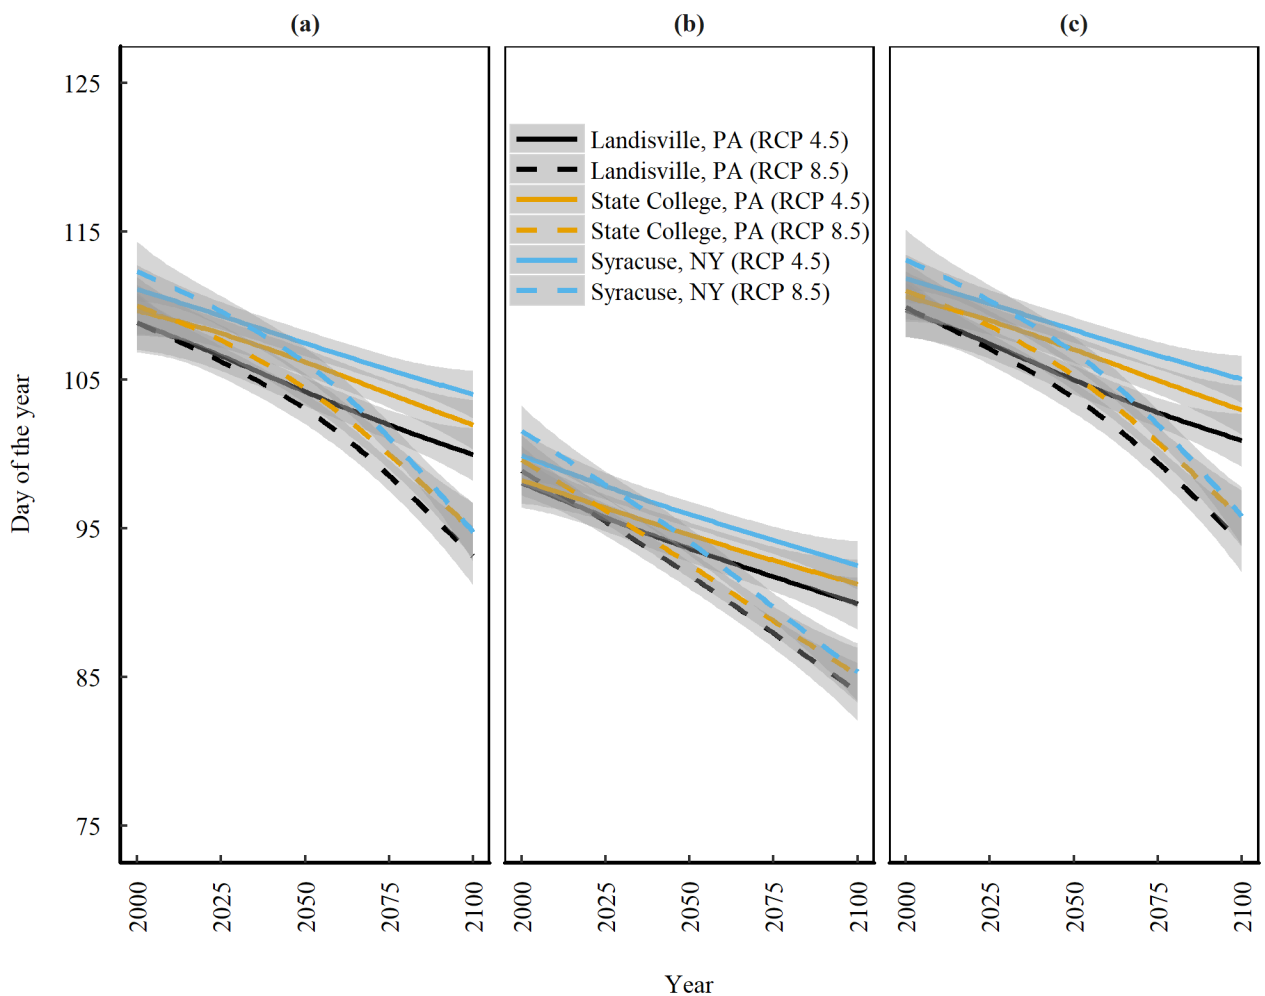 (a)
(b)
(c)
Day of the year
125
115
105
95
85
75
Landisville, PA (RCP 4.5)
Landisville, PA (RCP 8.5)
State College, PA (RCP 4.5)
State College, PA (RCP 8.5)
Syracuse, NY (RCP 4.5)
Syracuse, NY (RCP 8.5)
2000
2025
2050
2075
2100
2000
2025
2050
2075
2100
2000
2025
2050
2075
2100
Year